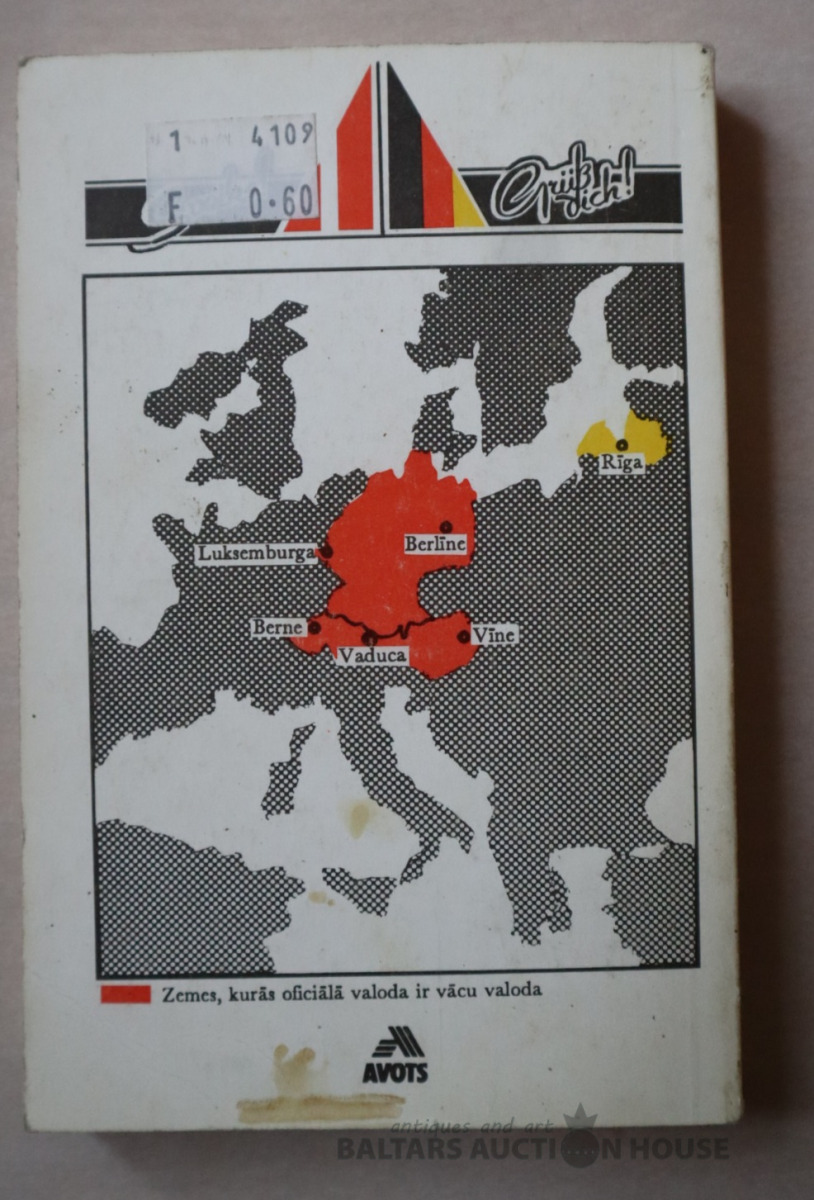 1 4109
F 0.60
Grüß dich!
Rīga
Berlīne
Luksemburga
Berne
Vīne
Vaduca
Zemes, kurās oficiālā valoda ir vācu valoda
AVOTS
antiques and art
BALTARS AUCTION HOUSE